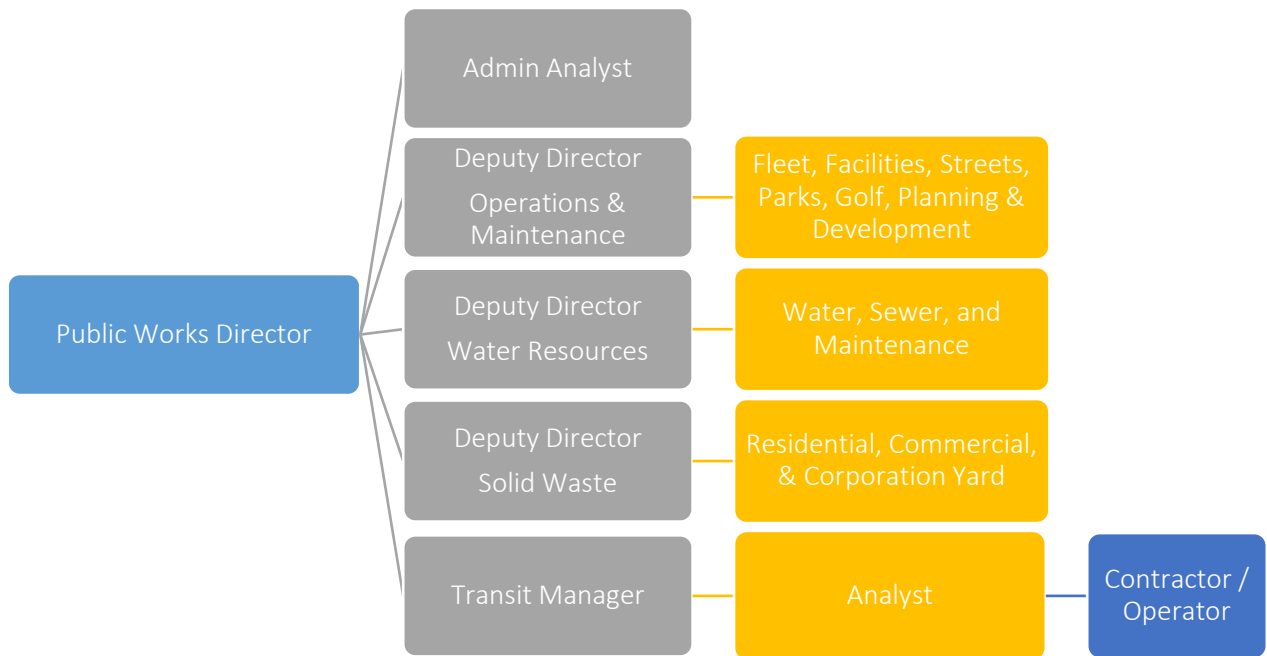 Public Works Director
Admin Analyst
Deputy Director
Operations &
Maintenance
Fleet, Facilities, Streets,
Parks, Golf, Planning &
Development
Deputy Director
Water Resources
Water, Sewer, and
Maintenance
Deputy Director
Solid Waste
Residential, Commercial,
& Corporation Yard
Transit Manager
Analyst
Contractor /
Operator